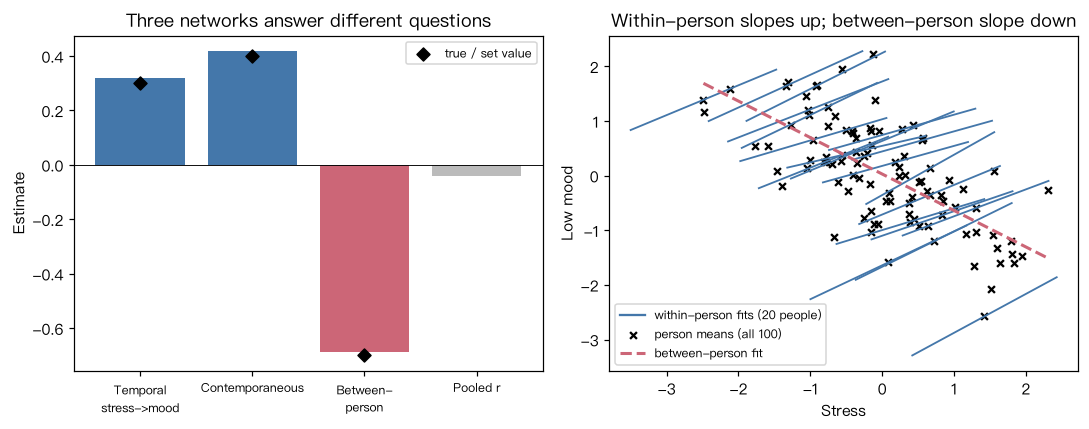 Three networks answer different questions
true / set value
Estimate
0.4
0.2
0.0
−0.2
−0.4
−0.6
Temporal
stress−>mood
Contemporaneous
Between−
person
Pooled r
Within−person slopes up; between−person slope down
Low mood
2
1
0
−1
−2
−3
within−person fits (20 people)
person means (all 100)
between−person fit
−3
−2
−1
0
1
2
Stress